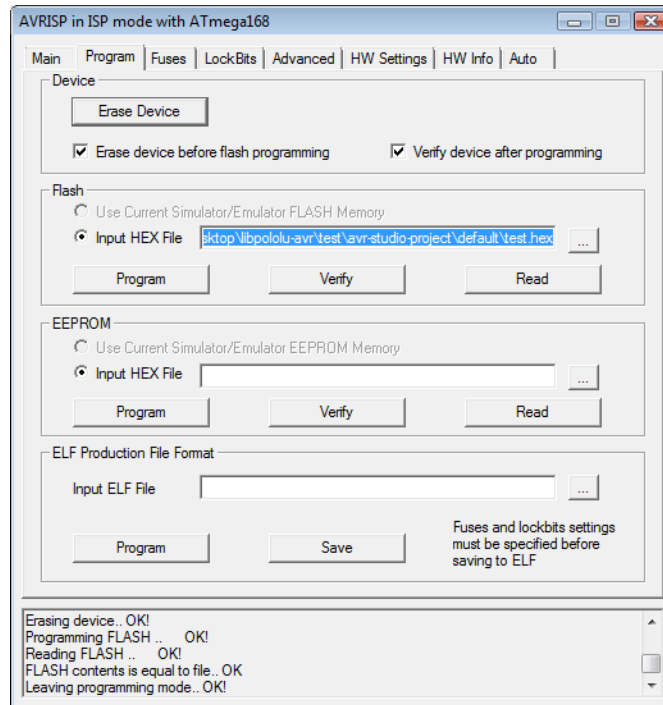 AVRISP in ISP mode with ATmega168
Main Program Fuses LockBits Advanced HW Settings HW Info Auto
Device
Erase Device
Erase device before flash programming Verify device after programming
Flash
Use Current Simulator/Emulator FLASH Memory
Input HEX File sktop\libpololu-avr\test\avr-studio-project\default\test.hex ...
Program Verify Read
EEPROM
Use Current Simulator/Emulator EEPROM Memory
Input HEX File ...
Program Verify Read
ELF Production File Format
Input ELF File ...
Fuses and lockbits settings
must be specified before
saving to ELF
Program Save
Erasing device.. OK!
Programming FLASH .. OK!
Reading FLASH .. OK!
FLASH contents is equal to file.. OK
Leaving programming mode.. OK!